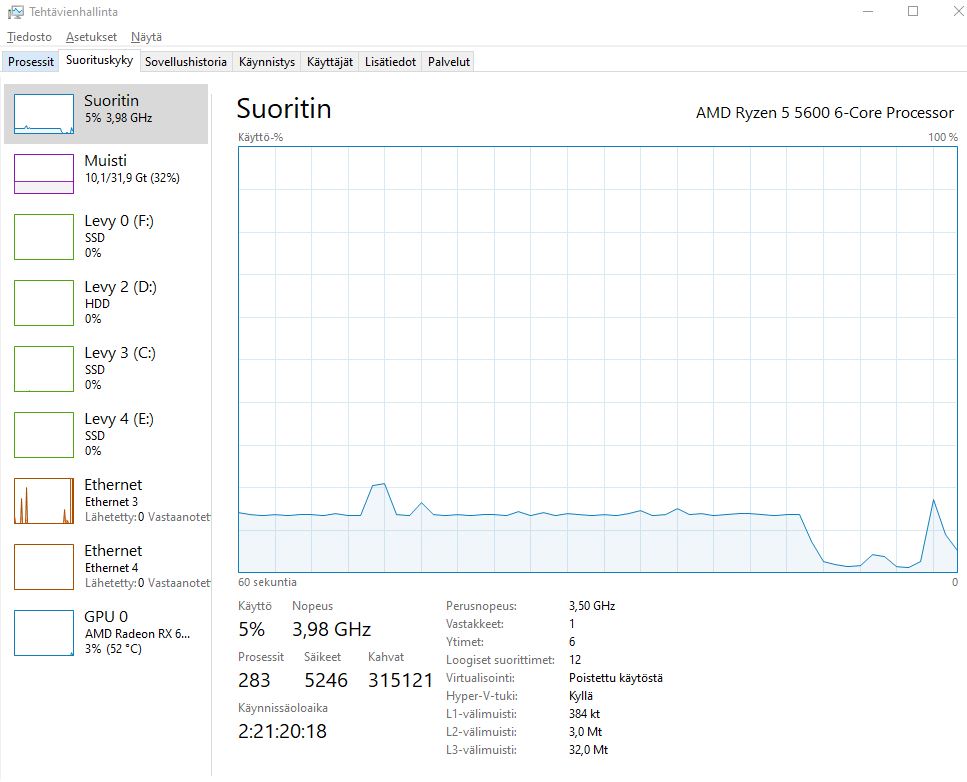 Tehtävienhallinta
Tiedosto Asetukset Näytä
Prosessit Suorituskyky Sovellushistoria Käynnistys Käyttäjät Lisätiedot Palvelut
Suoritin
5% 3,98 GHz
Muisti
10,1/31,9 Gt (32%)
Levy 0 (F:)
SSD
0%
Levy 2 (D:)
HDD
0%
Levy 3 (C:)
SSD
0%
Levy 4 (E:)
SSD
0%
Ethernet
Ethernet 3
Lähetetty: 0 Vastaanotet
Ethernet
Ethernet 4
Lähetetty: 0 Vastaanotet
GPU 0
AMD Radeon RX 6...
3% (52 °C)
Suoritin AMD Ryzen 5 5600 6-Core Processor
Käyttö-% 100 %
60 sekuntia 0
Käyttö Nopeus
5% 3,98 GHz
Prosessit Säikeet Kahvat
283 5246 315121
Käynnissäoloaika
2:21:20:18
Perusnopeus: 3,50 GHz
Vastakkeet: 1
Ytimet: 6
Loogiset suorittimet: 12
Virtualisointi: Poistettu käytöstä
Hyper-V-tuki: Kyllä
L1-välimuisti: 384 kt
L2-välimuisti: 3,0 Mt
L3-välimuisti: 32,0 Mt